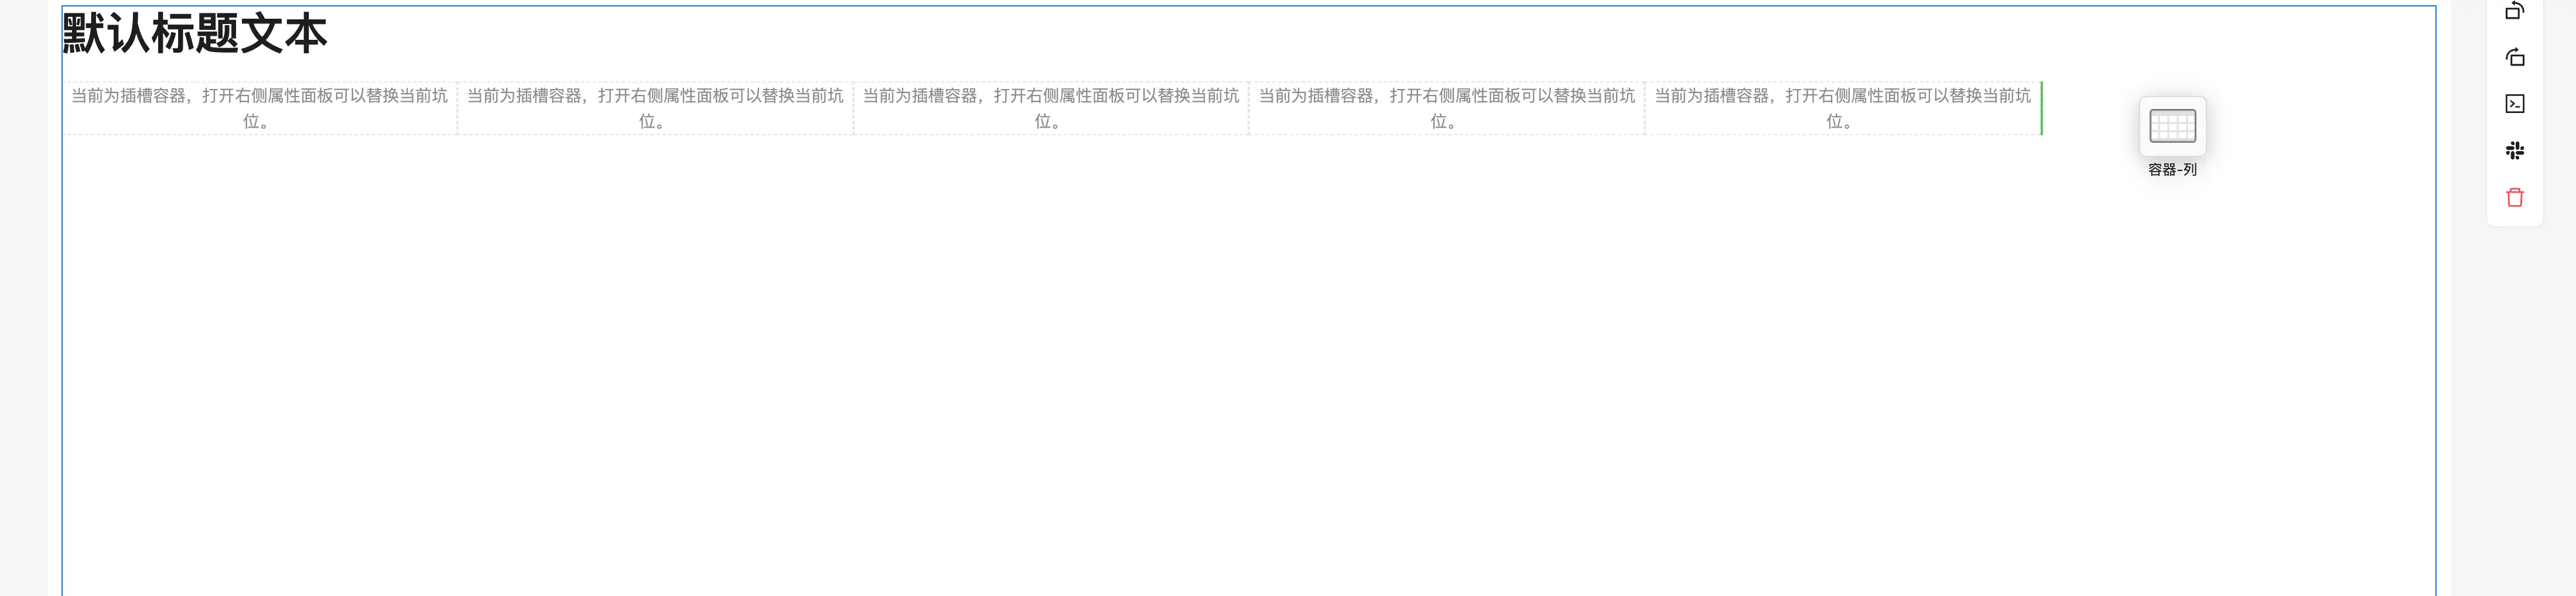 默认标题文本
当前为插槽容器，打开右侧属性面板可以替换当前坑
位。
当前为插槽容器，打开右侧属性面板可以替换当前坑
位。
当前为插槽容器，打开右侧属性面板可以替换当前坑
位。
当前为插槽容器，打开右侧属性面板可以替换当前坑
位。
当前为插槽容器，打开右侧属性面板可以替换当前坑
位。
容器-列